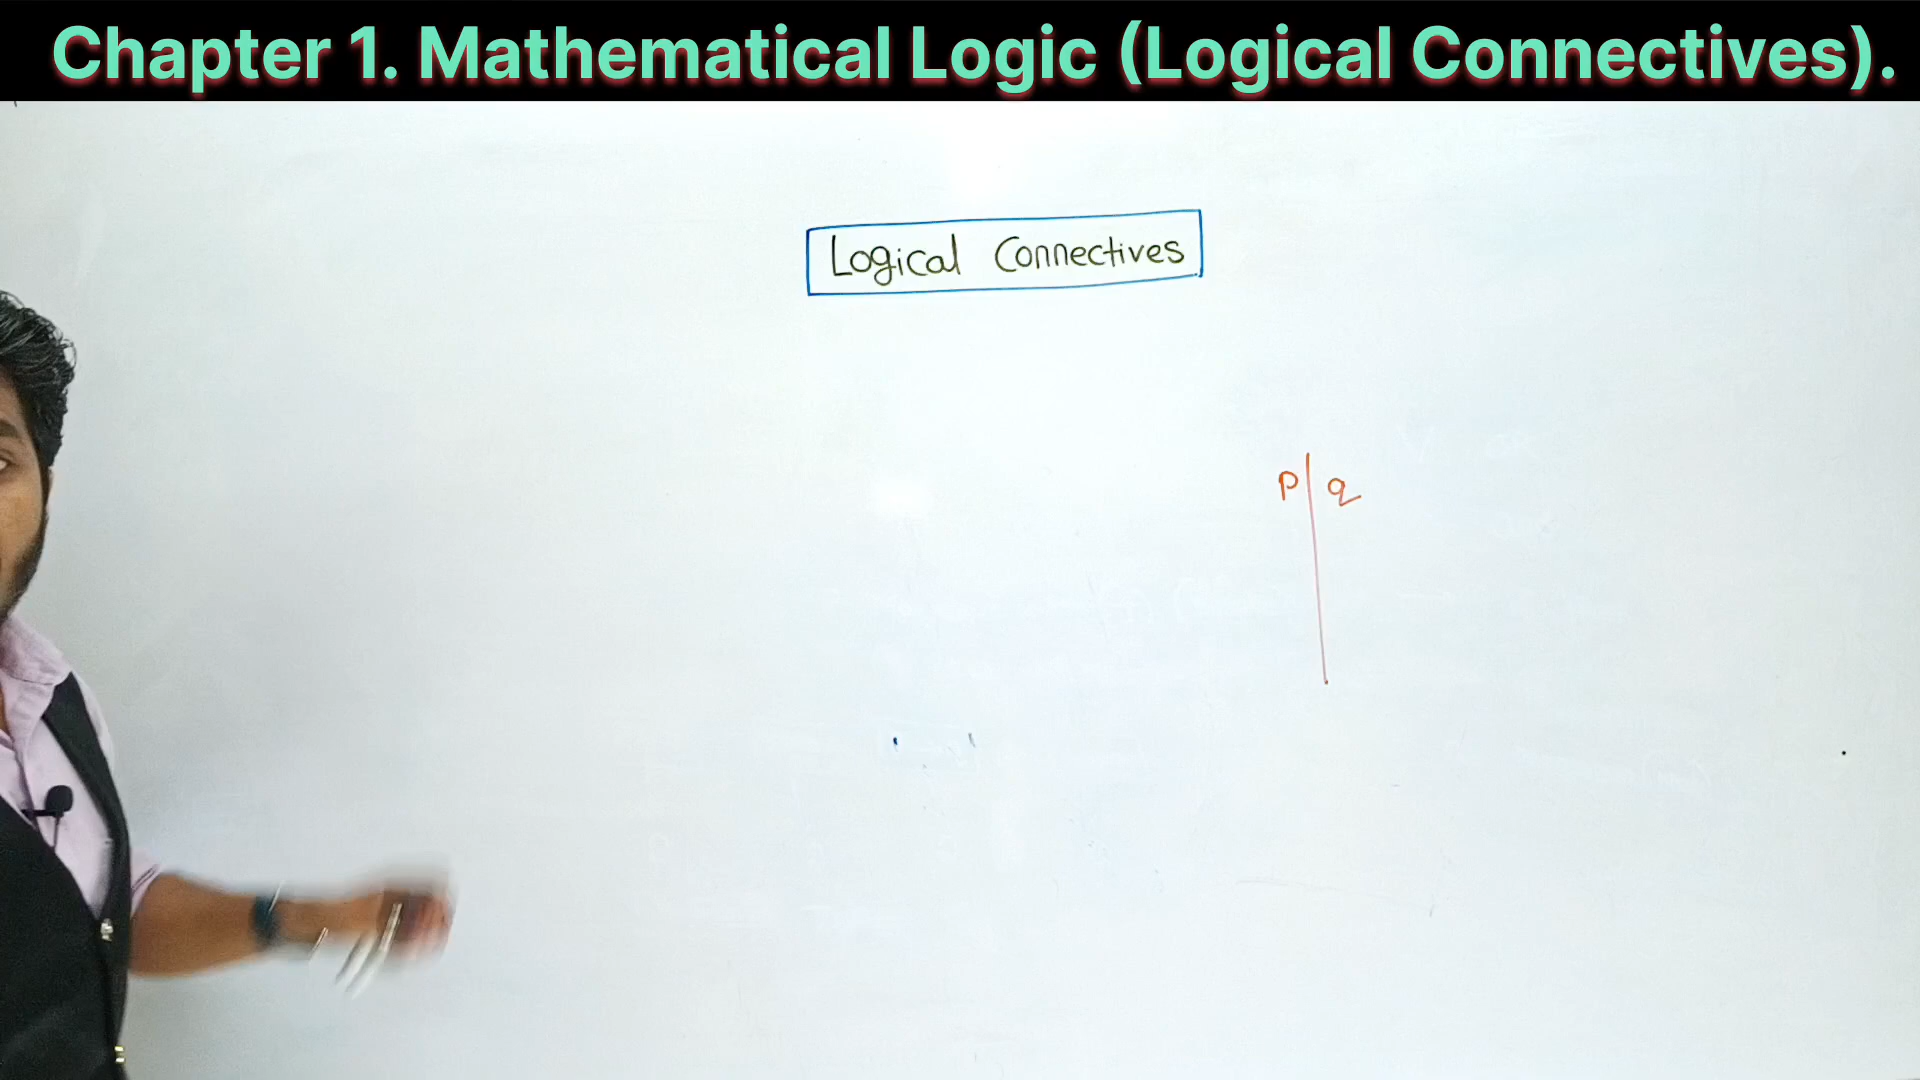 Chapter 1. Mathematical Logic (Logical Connectives).
Logical Connectives
p q